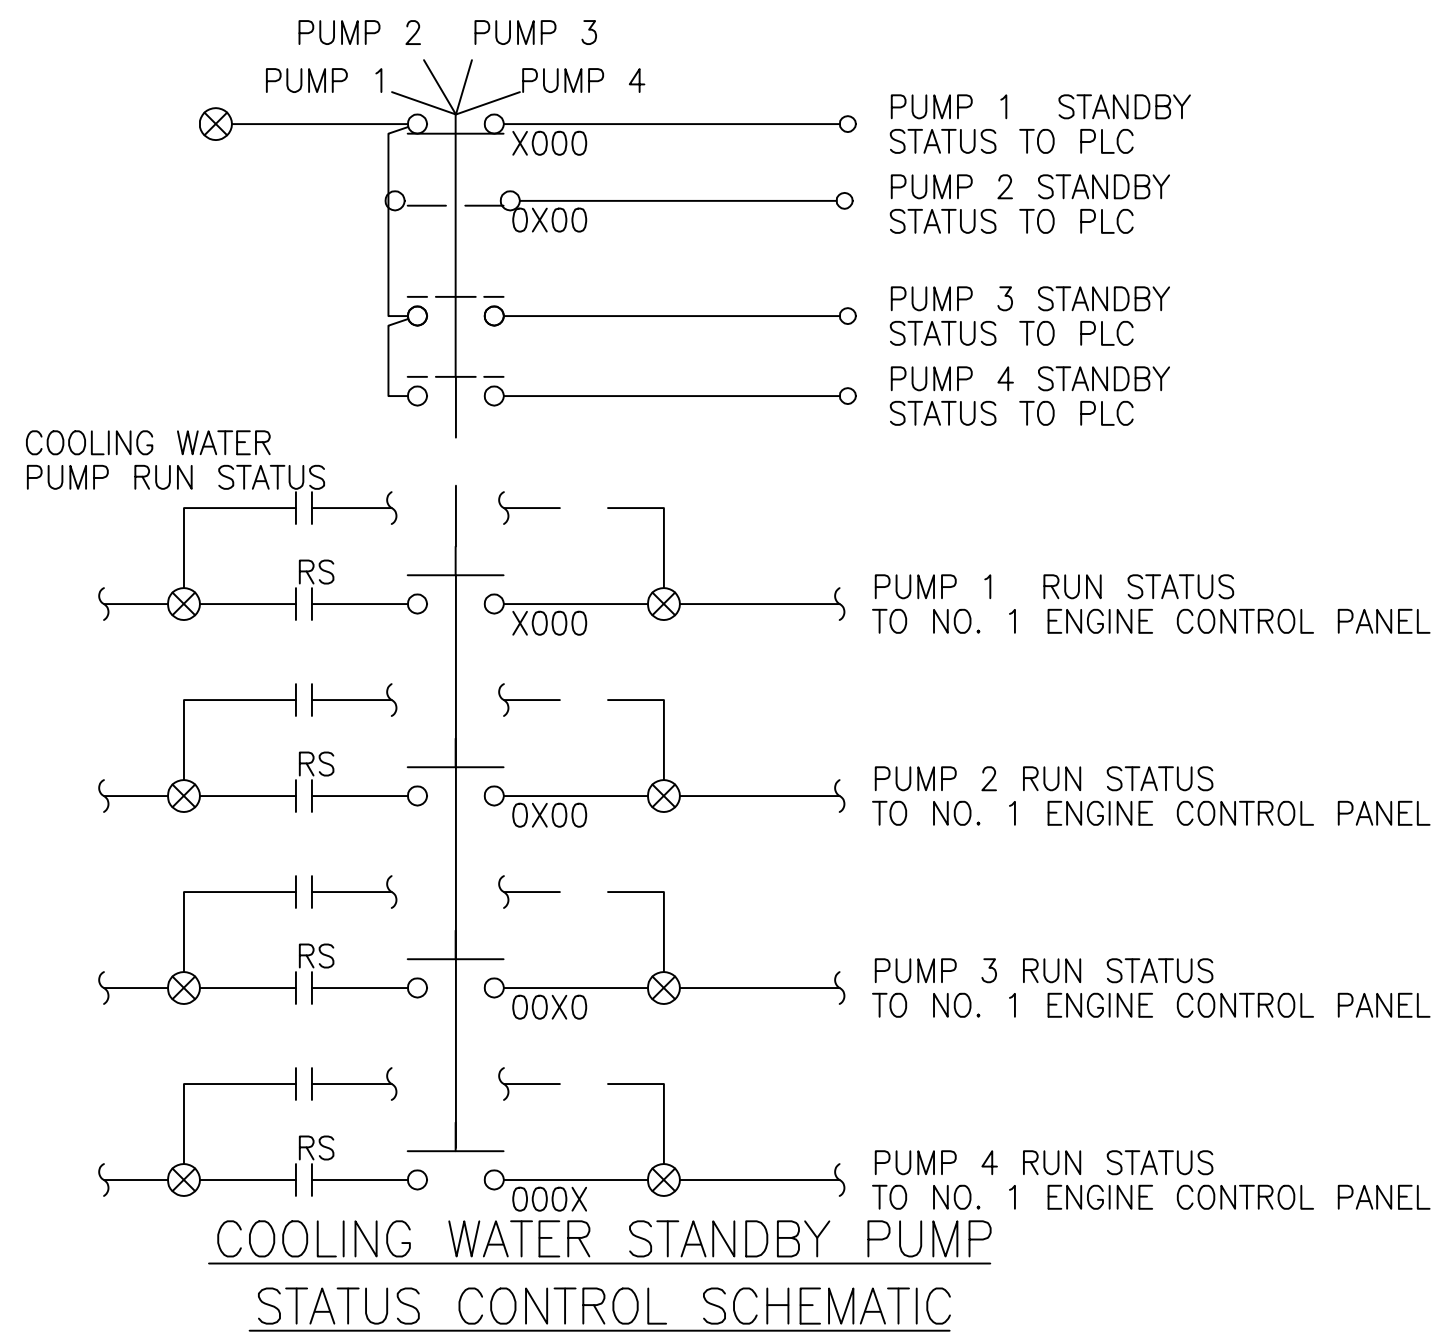 PUMP 2 PUMP 3
PUMP 1 PUMP 4
PUMP 1 STANDBY
STATUS TO PLC
X000
PUMP 2 STANDBY
STATUS TO PLC
0X00
PUMP 3 STANDBY
STATUS TO PLC
PUMP 4 STANDBY
STATUS TO PLC
COOLING WATER
PUMP RUN STATUS
RS
X000
PUMP 1 RUN STATUS
TO NO. 1 ENGINE CONTROL PANEL
RS
0X00
PUMP 2 RUN STATUS
TO NO. 1 ENGINE CONTROL PANEL
RS
00X0
PUMP 3 RUN STATUS
TO NO. 1 ENGINE CONTROL PANEL
RS
000X
PUMP 4 RUN STATUS
TO NO. 1 ENGINE CONTROL PANEL
COOLING WATER STANDBY PUMP
STATUS CONTROL SCHEMATIC